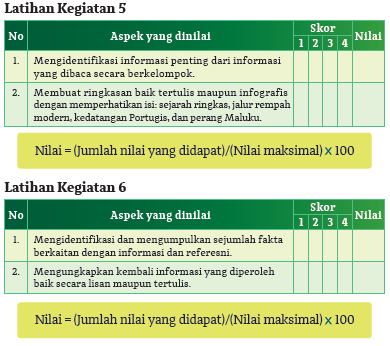 Latihan Kegiatan 5
No Aspek yang dinilai Skor Nilai
1 2 3 4
1. Mengidentifikasi informasi penting dari informasi
yang dibaca secara berkelompok.
2. Membuat ringkasan baik tertulis maupun infografis
dengan memperhatikan isi: sejarah ringkas, jalur rempah
modern, kedatangan Portugis, dan perang Maluku.
Nilai = (Jumlah nilai yang didapat)/(Nilai maksimal) x 100
Latihan Kegiatan 6
No Aspek yang dinilai Skor Nilai
1 2 3 4
1. Mengidentifikasi dan mengumpulkan sejumlah fakta
berkaitan dengan informasi dan referesni.
2. Mengungkapkan kembali informasi yang diperoleh
baik secara lisan maupun tertulis.
Nilai = (Jumlah nilai yang didapat)/(Nilai maksimal) x 100